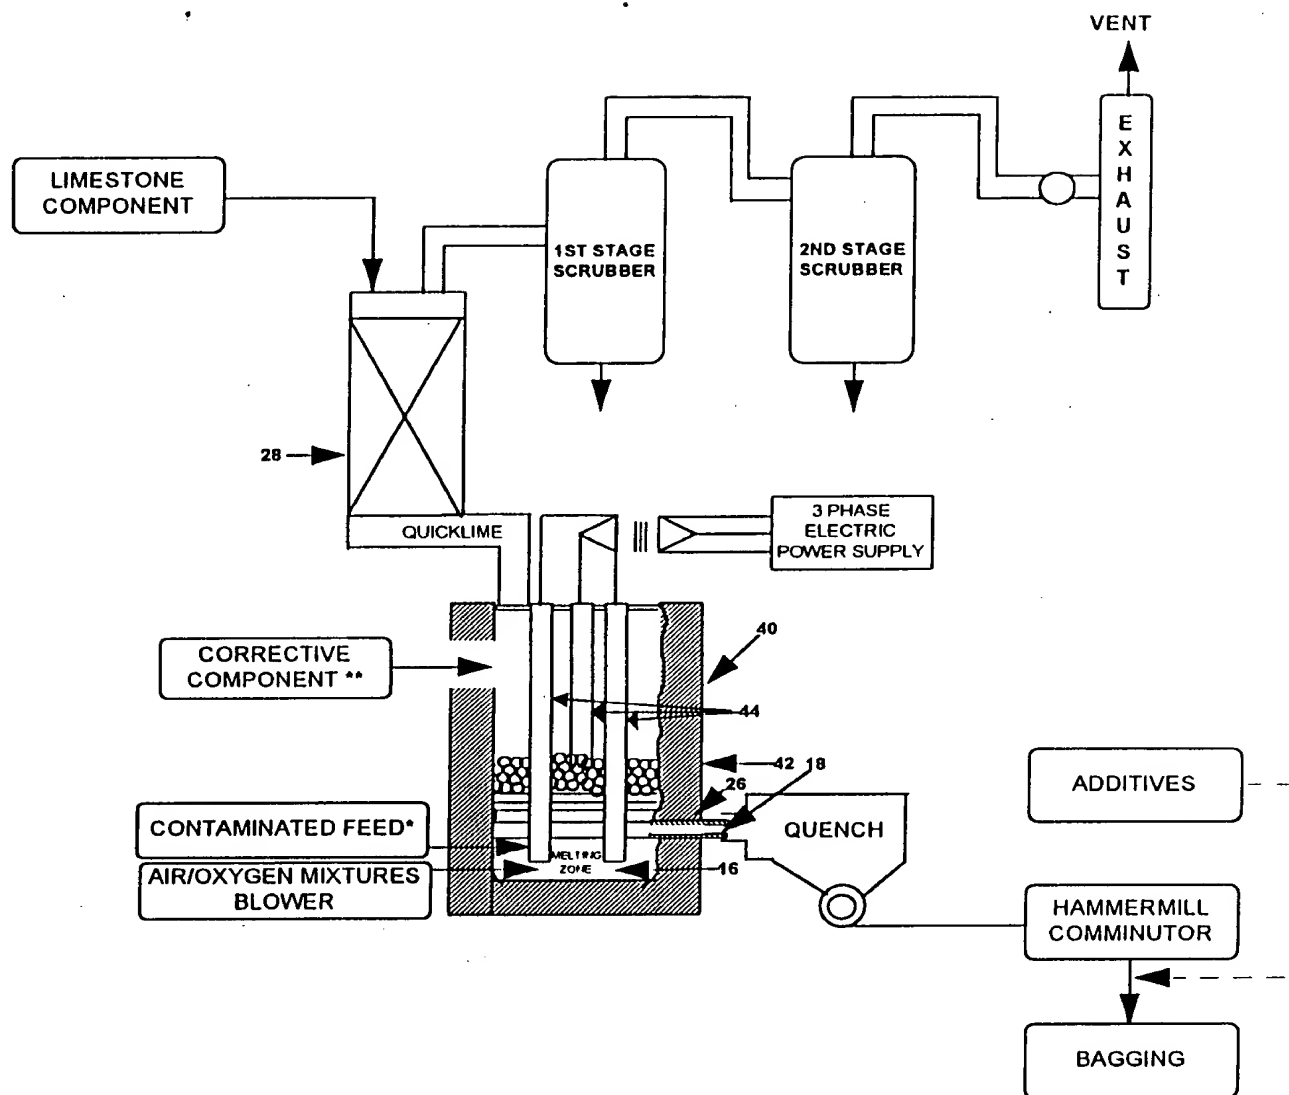 VENT
EXHAUST
LIMESTONE
COMPONENT
1ST STAGE
SCRUBBER
2ND STAGE
SCRUBBER
28
QUICKLIME
3 PHASE
ELECTRIC
POWER SUPPLY
40
CORRECTIVE
COMPONENT **
44
42
18
26
ADDITIVES
CONTAMINATED FEED*
QUENCH
MELTING
ZONE
16
AIR/OXYGEN MIXTURES
BLOWER
HAMMERMILL
COMMINUTOR
BAGGING